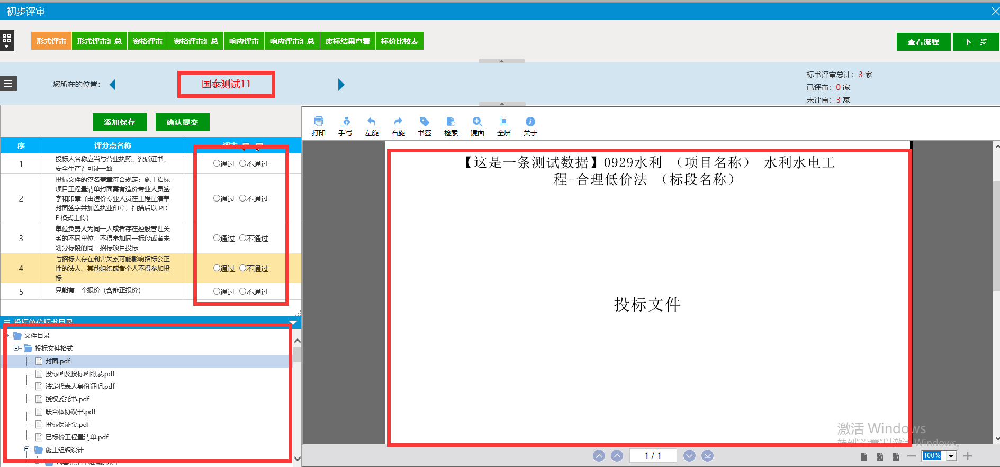 初步评审
形式评审 形式评审汇总 资格评审 资格评审汇总 响应评审 响应评审汇总 废标结果查看 标价比较表
查看流程 下一步
您所在的位置：
国泰测试11
标书评审总计：3 家
已评审：0 家
未评审：3 家
添加保存 确认提交
序 评分点名称 评审
1 投标人名称应当与营业执照、资质证书、
安全生产许可证一致
通过 不通过
2 投标文件的签名盖章符合规定；施工招标
项目工程量清单封面需有造价专业人员签
字和印章（由造价专业人员在工程量清单
封面签字并加盖执业印章，扫描后以 PD
F 格式上传）
通过 不通过
3 单位负责人为同一人或者存在控股管理关
系的不同单位，不得参加同一标段或者未
划分标段的同一招标项目投标
通过 不通过
4 与招标人存在利害关系可能影响招标公正
性的法人、其他组织或者个人不得参加投
标
通过 不通过
5 只能有一个报价（含修正报价）
通过 不通过
投标单位标书目录
文件目录
投标文件格式
封面.pdf
投标函及投标函附录.pdf
法定代表人身份证明.pdf
授权委托书.pdf
联合体协议书.pdf
投标保证金.pdf
已标价工程量清单.pdf
施工组织设计
打印 手写 左旋 右旋 书签 检索 镜面 全屏 关于
【这是一条测试数据】0929水利 （项目名称） 水利水电工
程-合理低价法 （标段名称）
投标文件
激活 Windows
转到"设置"以激活 Windows。
1 / 1
100%